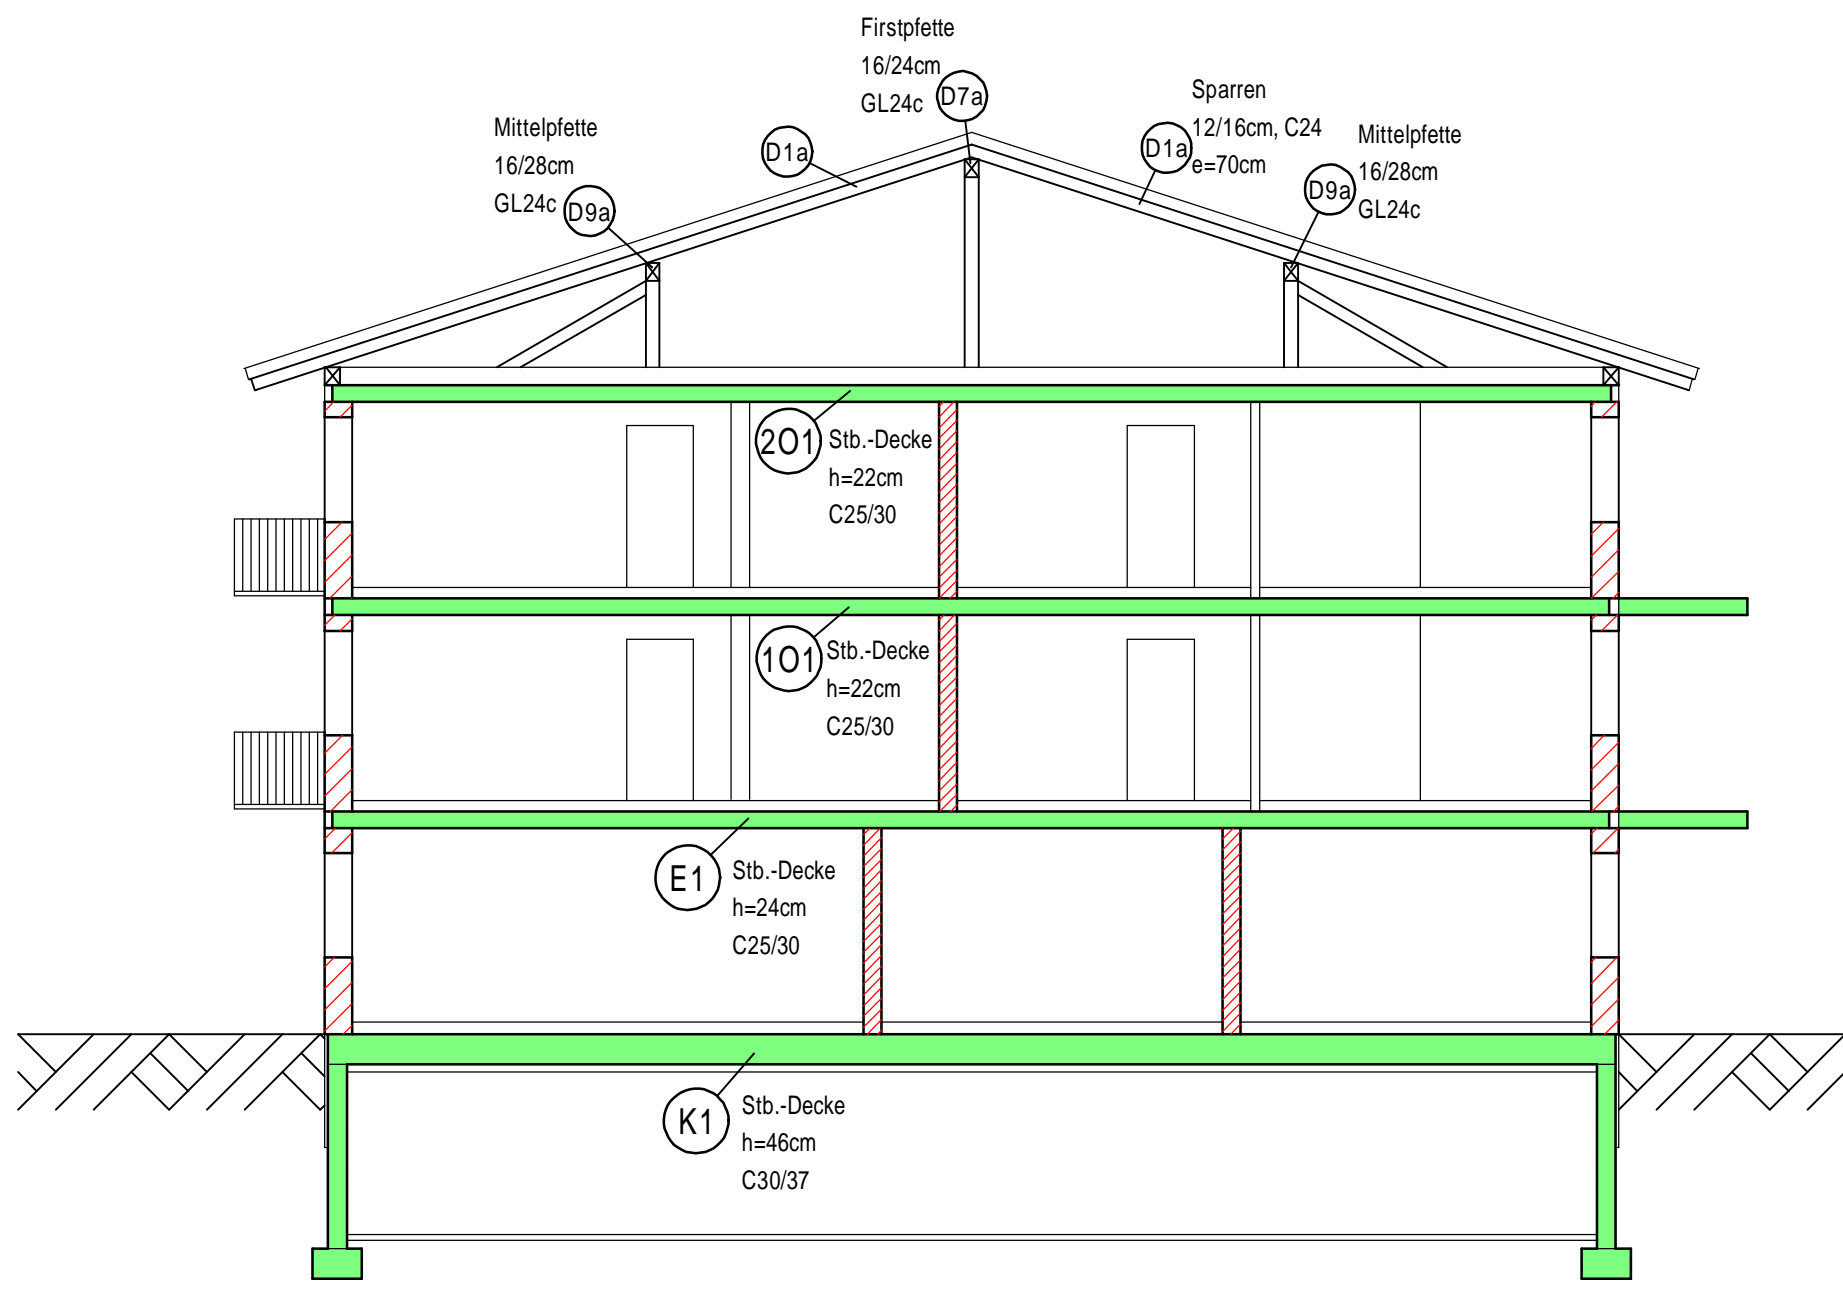 Firstpfette
16/24cm
GL24c
D7a
Sparren
12/16cm, C24
e=70cm
D1a
D1a
Mittelpfette
16/28cm
GL24c
D9a
Mittelpfette
16/28cm
GL24c
D9a
2O1
Stb.-Decke
h=22cm
C25/30
1O1
Stb.-Decke
h=22cm
C25/30
E1
Stb.-Decke
h=24cm
C25/30
K1
Stb.-Decke
h=46cm
C30/37